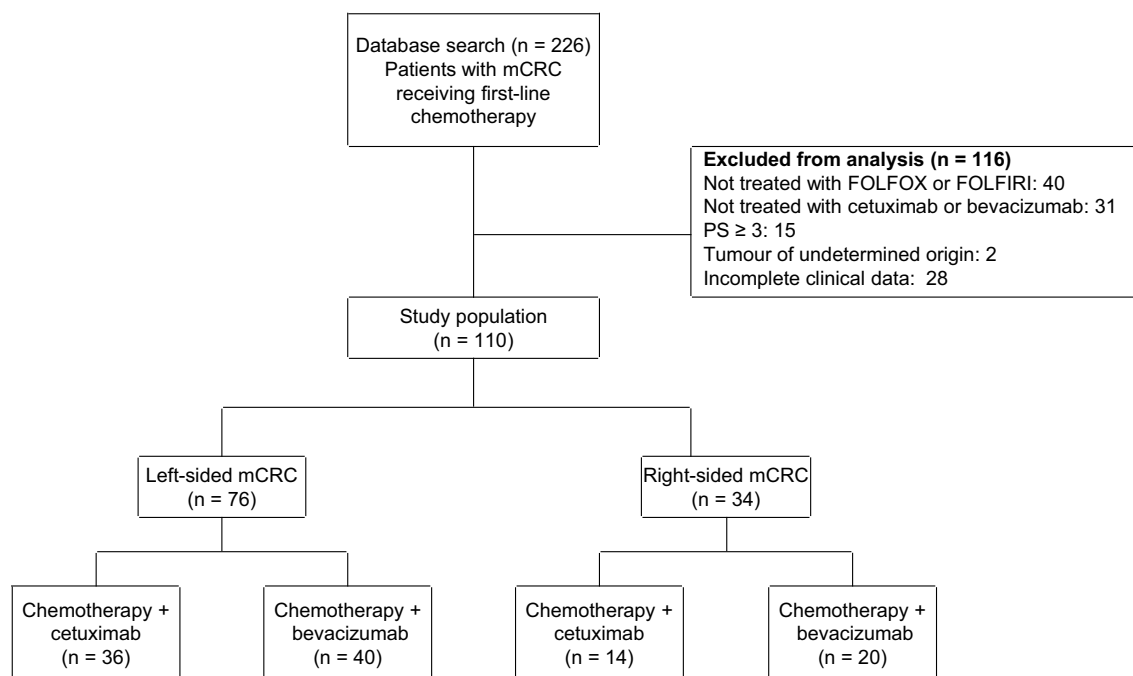 Database search (n = 226)
Patients with mCRC
receiving first-line
chemotherapy
Excluded from analysis (n = 116)
Not treated with FOLFOX or FOLFIRI: 40
Not treated with cetuximab or bevacizumab: 31
PS ≥ 3: 15
Tumour of undetermined origin: 2
Incomplete clinical data: 28
Study population
(n = 110)
Left-sided mCRC
(n = 76)
Right-sided mCRC
(n = 34)
Chemotherapy +
cetuximab
(n = 36)
Chemotherapy +
bevacizumab
(n = 40)
Chemotherapy +
cetuximab
(n = 14)
Chemotherapy +
bevacizumab
(n = 20)